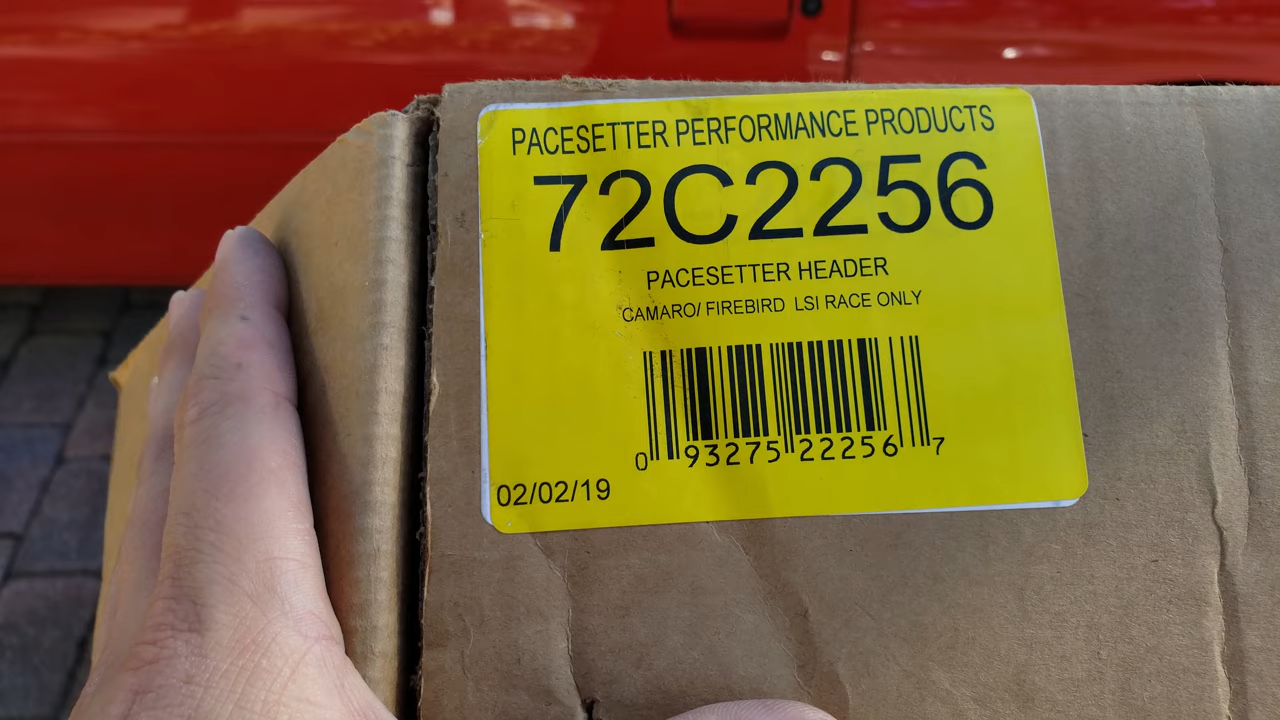 PACESETTER PERFORMANCE PRODUCTS
72C2256
PACESETTER HEADER
CAMARO/ FIREBIRD LSI RACE ONLY
0 93275 22256 7
02/02/19